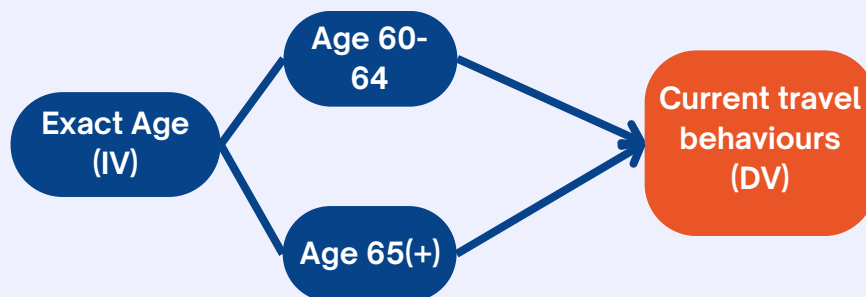 Exact Age
(IV)
Age 60-
64
Age 65(+)
Current travel
behaviours
(DV)